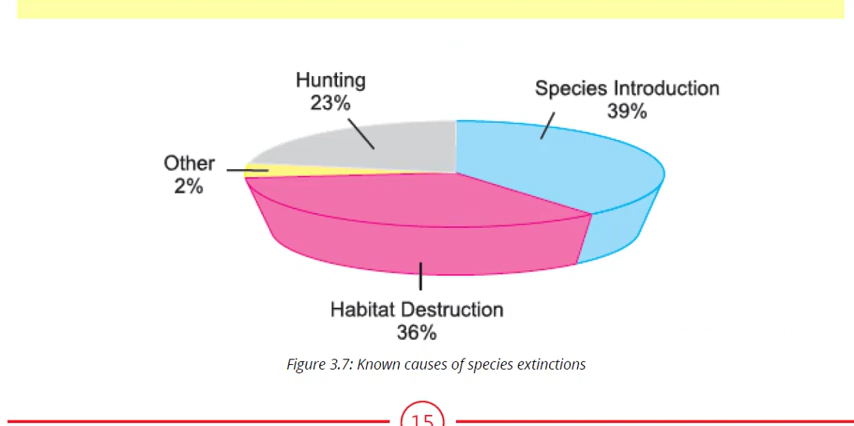 Hunting
23%
Species Introduction
39%
Other
2%
Habitat Destruction
36%
Figure 3.7: Known causes of species extinctions
15